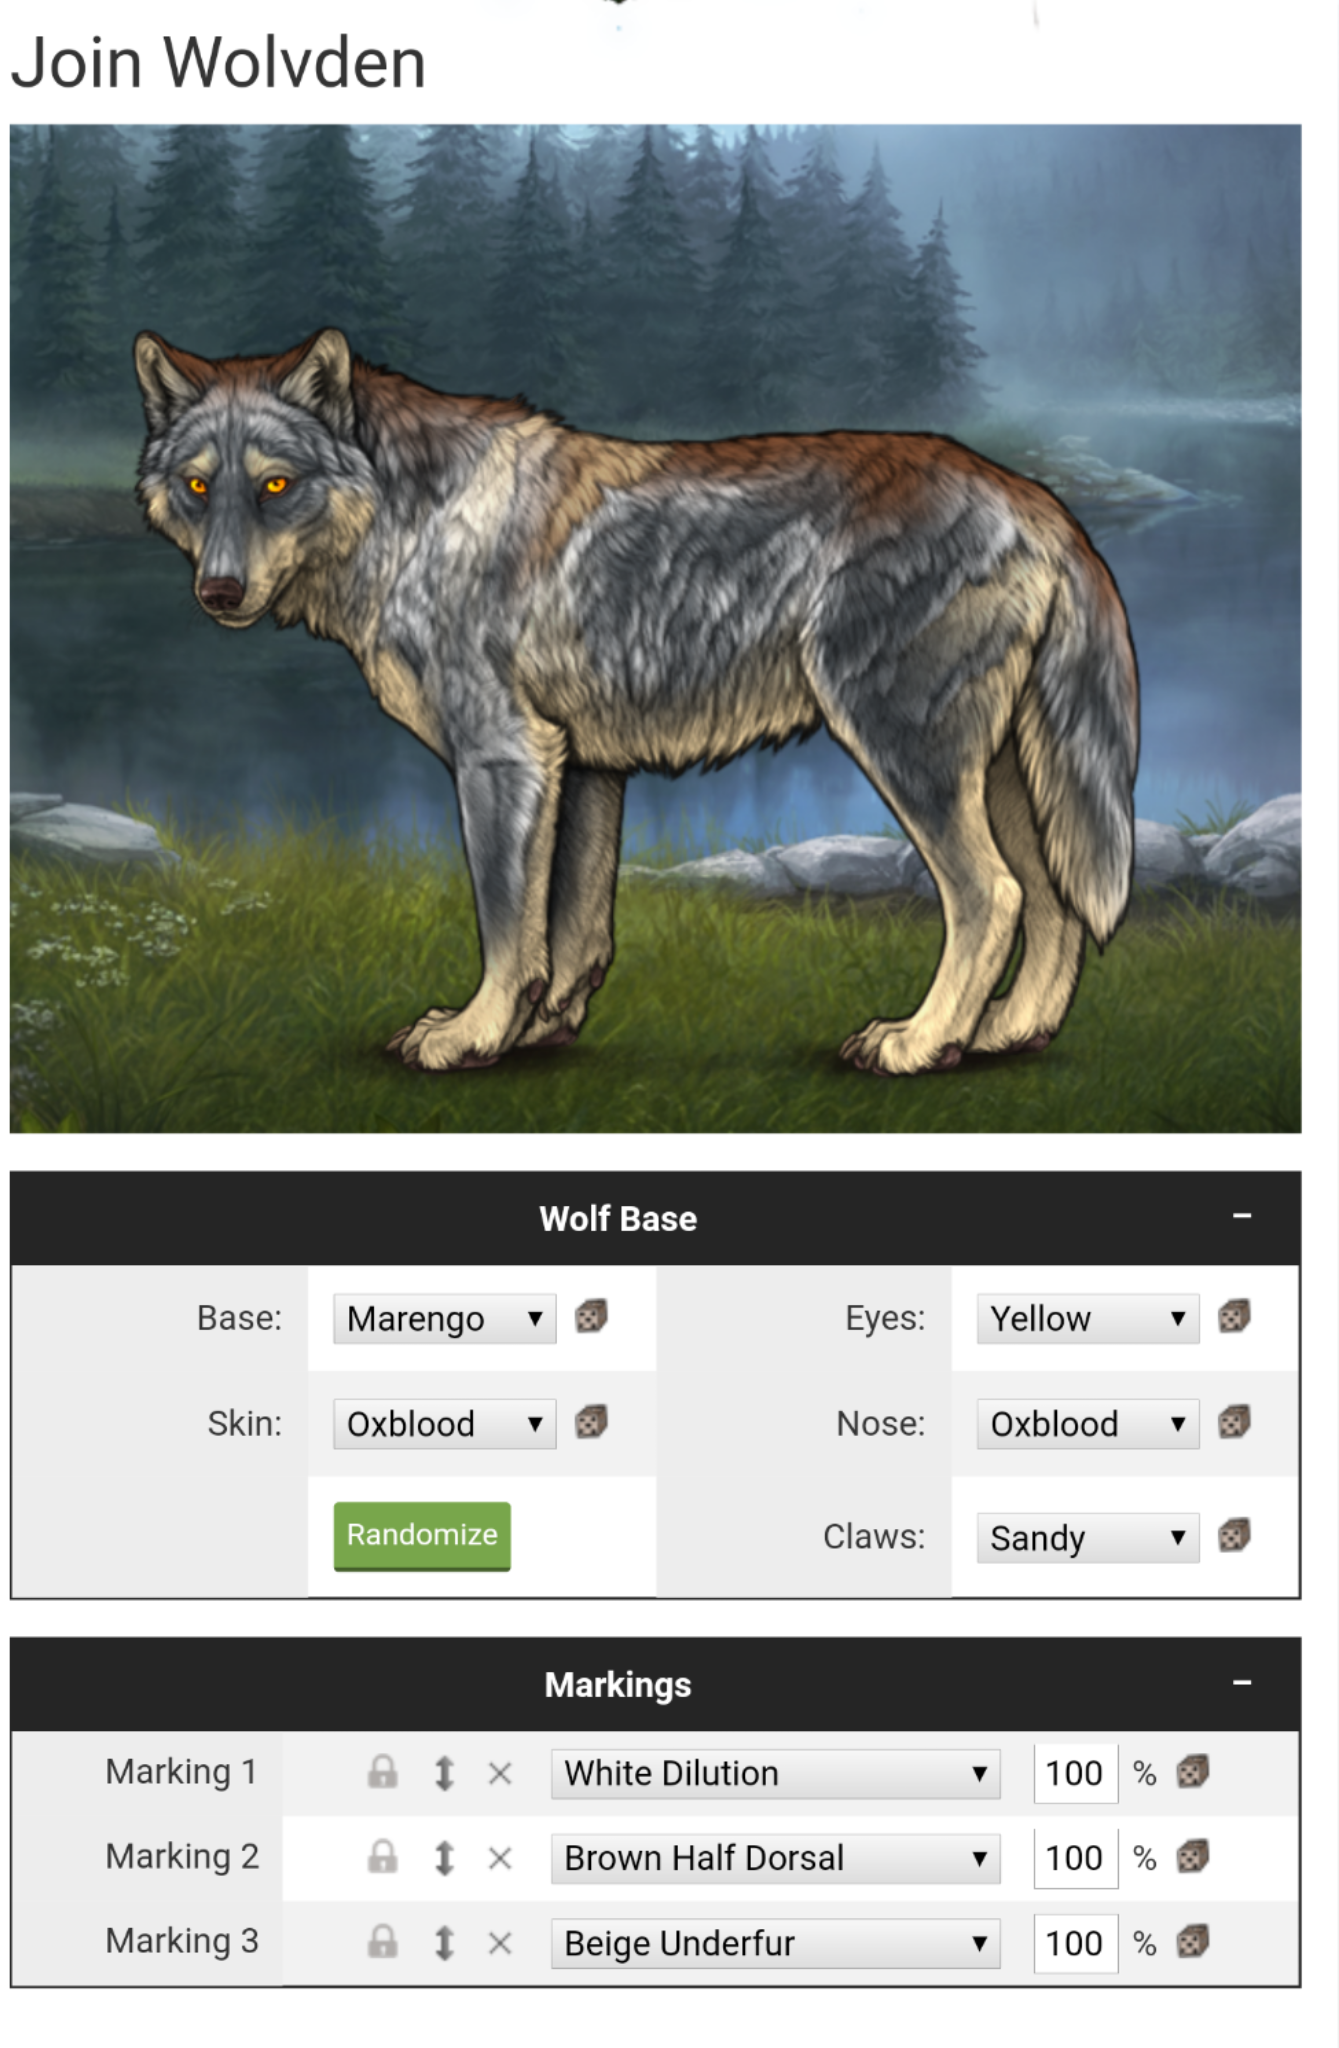 Join Wolvden
Wolf Base –
Base: Marengo ▼ Eyes: Yellow ▼
Skin: Oxblood ▼ Nose: Oxblood ▼
Randomize Claws: Sandy ▼
Markings –
Marking 1 × White Dilution ▼ 100 %
Marking 2 × Brown Half Dorsal ▼ 100 %
Marking 3 × Beige Underfur ▼ 100 %